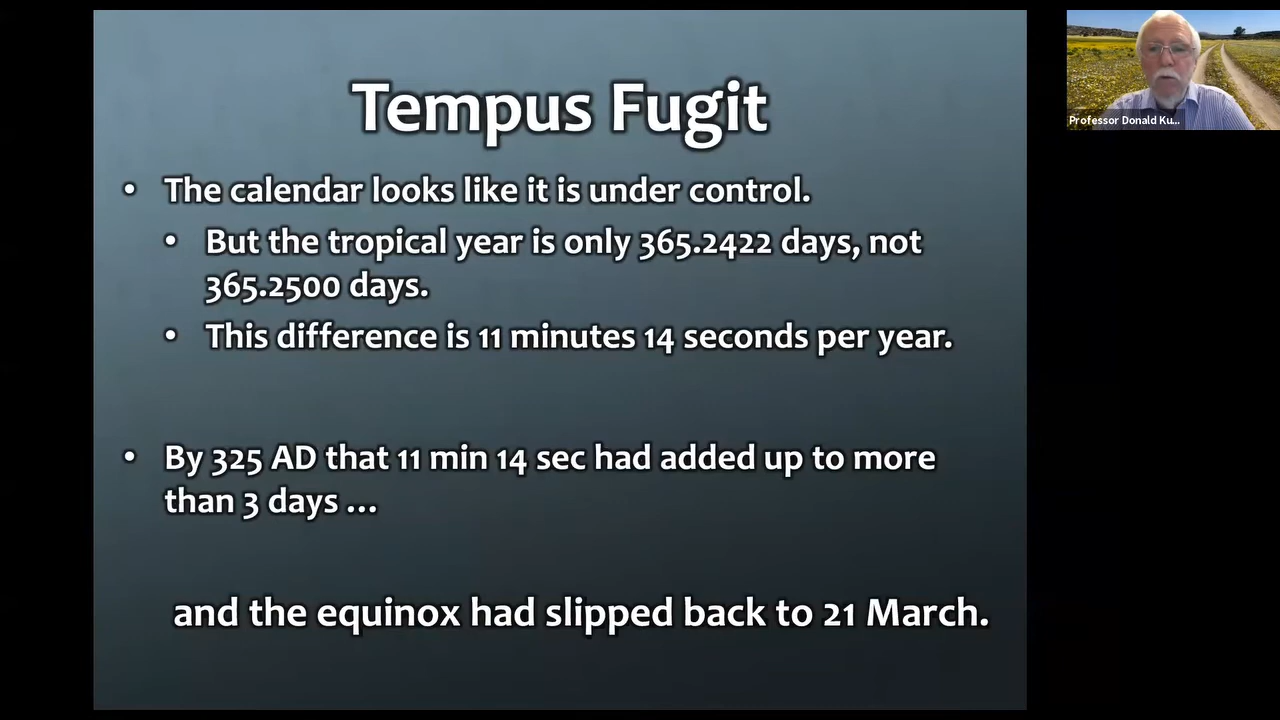 Tempus Fugit
• The calendar looks like it is under control.
• But the tropical year is only 365.2422 days, not
365.2500 days.
• This difference is 11 minutes 14 seconds per year.
• By 325 AD that 11 min 14 sec had added up to more
than 3 days ...
and the equinox had slipped back to 21 March.
Professor Donald Ku...